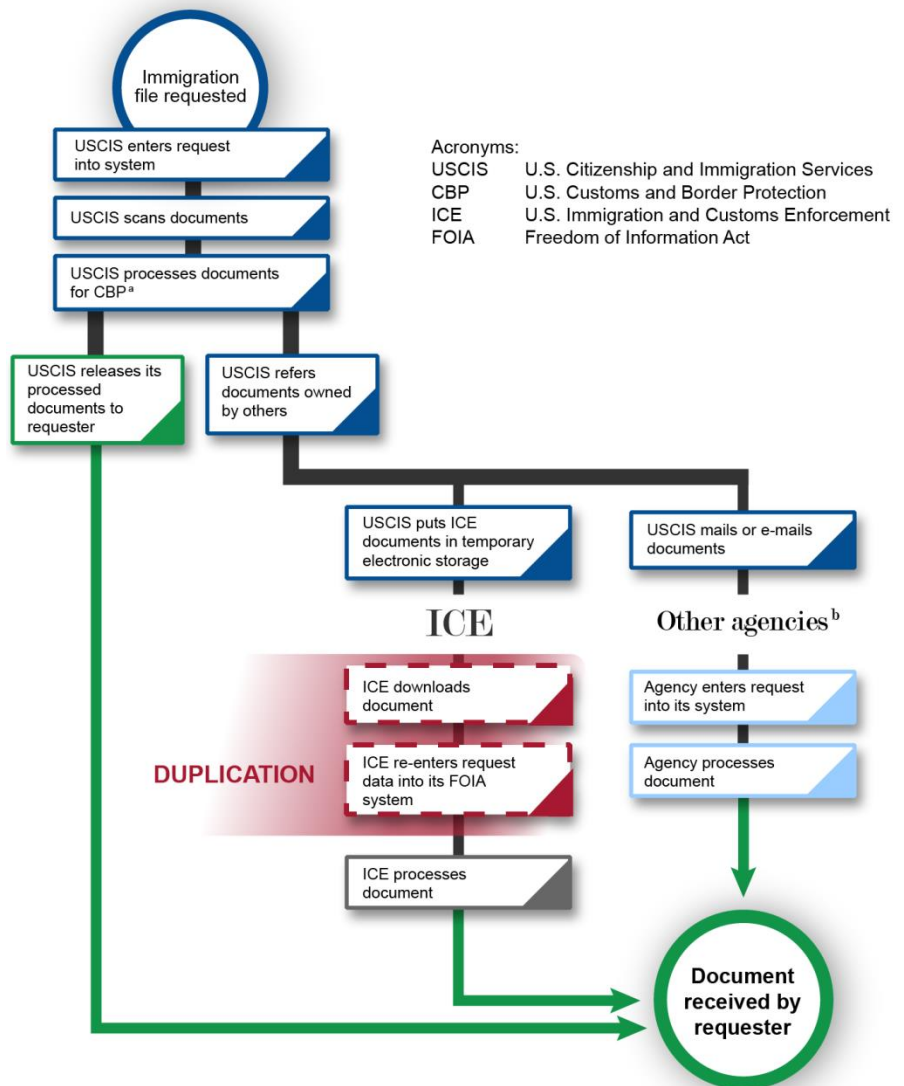 Immigration
file requested
USCIS enters request
into system
USCIS scans documents
USCIS processes documents
for CBPᵃ
Acronyms:
USCIS U.S. Citizenship and Immigration Services
CBP U.S. Customs and Border Protection
ICE U.S. Immigration and Customs Enforcement
FOIA Freedom of Information Act
USCIS releases its
processed
documents to
requester
USCIS refers
documents owned
by others
USCIS puts ICE
documents in temporary
electronic storage
USCIS mails or e-mails
documents
ICE
Other agenciesᵇ
DUPLICATION
ICE downloads
document
ICE re-enters request
data into its FOIA
system
ICE processes
document
Agency enters request
into its system
Agency processes
document
Document
received by
requester